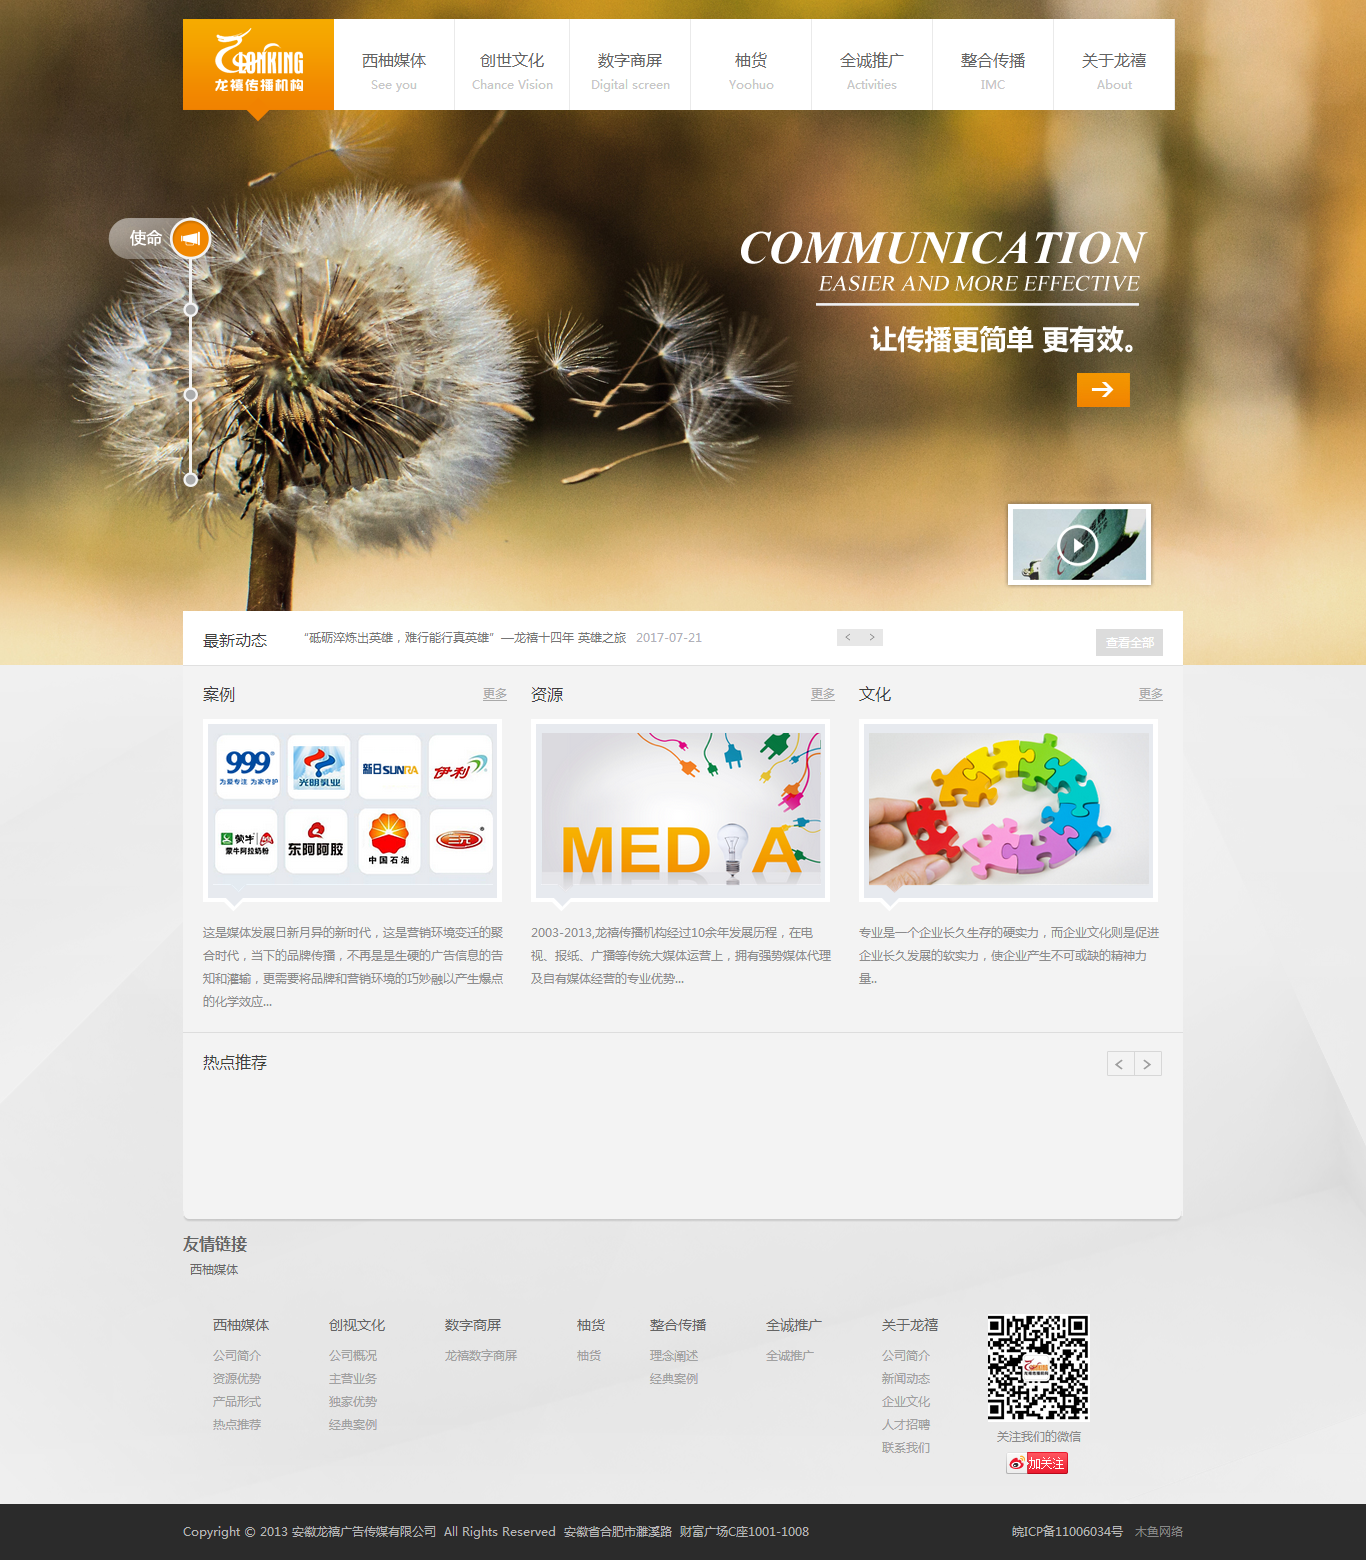 LONKING
龙禧传播机构
西柚媒体
See you
创世文化
Chance Vision
数字商屏
Digital screen
柚货
Yoohuo
全诚推广
Activities
整合传播
IMC
关于龙禧
About
使命
COMMUNICATION
EASIER AND MORE EFFECTIVE
让传播更简单 更有效。
最新动态
“砥砺淬炼出英雄，难行能行真英雄”—龙禧十四年 英雄之旅 2017-07-21
查看全部
案例
更多
999
为爱专注 为家守护
光明乳业
新日SUNRA
伊利
蒙牛
蒙牛阿拉奶粉
东阿阿胶
中国石油
三元
这是媒体发展日新月异的新时代，这是营销环境变迁的聚
合时代，当下的品牌传播，不再是是生硬的广告信息的告
知和灌输，更需要将品牌和营销环境的巧妙融以产生爆点
的化学效应...
资源
更多
MEDIA
2003-2013,龙禧传播机构经过10余年发展历程，在电
视、报纸、广播等传统大媒体运营上，拥有强势媒体代理
及自有媒体经营的专业优势...
文化
更多
专业是一个企业长久生存的硬实力，而企业文化则是促进
企业长久发展的软实力，使企业产生不可或缺的精神力
量..
热点推荐
友情链接
西柚媒体
西柚媒体
公司简介
资源优势
产品形式
热点推荐
创视文化
公司概况
主营业务
独家优势
经典案例
数字商屏
龙禧数字商屏
柚货
柚货
整合传播
理念阐述
经典案例
全诚推广
全诚推广
关于龙禧
公司简介
新闻动态
企业文化
人才招聘
联系我们
龙禧传播机构
关注我们的微信
加关注
Copyright © 2013 安徽龙禧广告传媒有限公司 All Rights Reserved 安徽省合肥市濉溪路 财富广场C座1001-1008
皖ICP备11006034号 木鱼网络